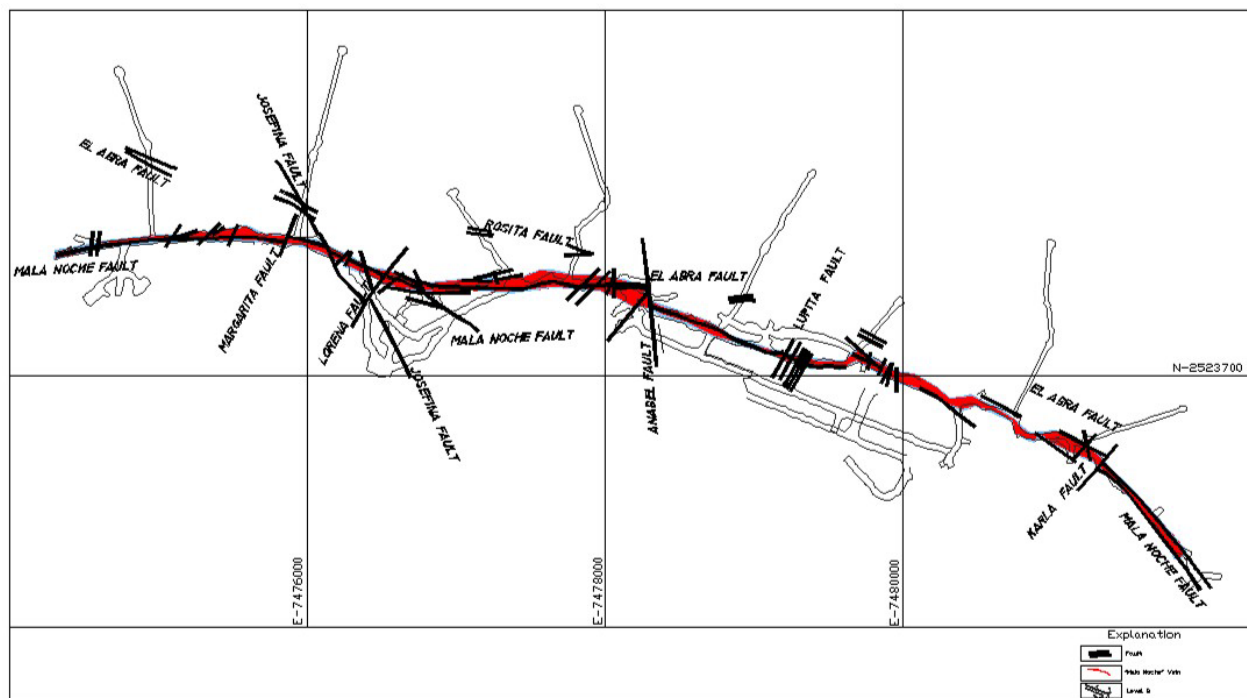 JOSEFINA FAULT
EL ABRA FAULT
ROSITA FAULT
MALA NOCHE FAULT
MARGARITA FAULT
LORENA FAULT
EL ABRA FAULT
LUPITA FAULT
MALA NOCHE FAULT
JOSEFINA FAULT
ANABEL FAULT
N-2523700
EL ABRA FAULT
KARLA FAULT
MALA NOCHE FAULT
E-7476000
E-7478000
E-7480000
Explanation
Fault
"Mala Noche" Vein